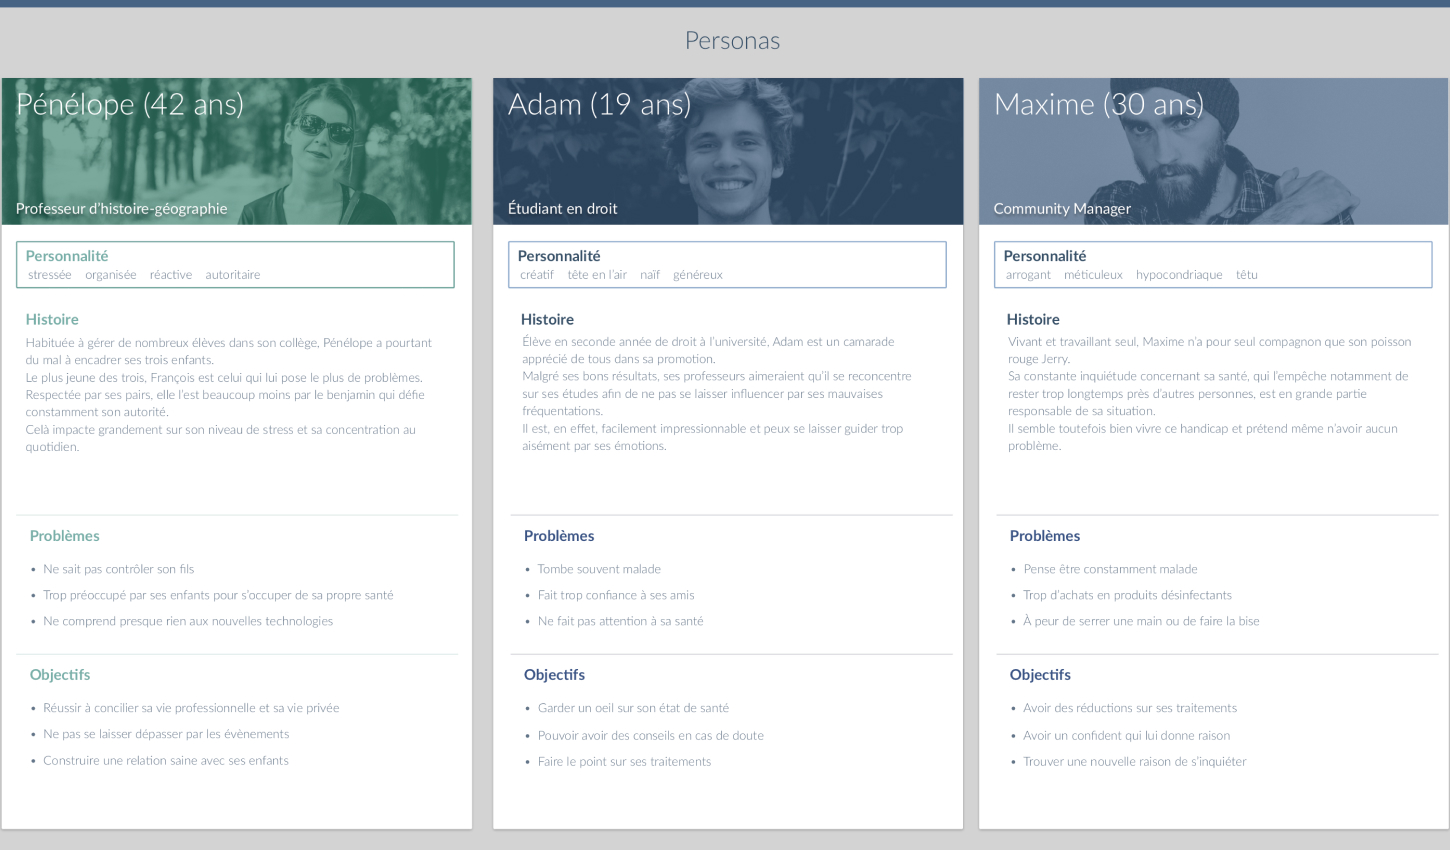 Personas
Pénélope (42 ans)
Professeur d'histoire-géographie
Personnalité
stressée organisée réactive autoritaire
Histoire
Habituée à gérer de nombreux élèves dans son collège, Pénélope a pourtant
du mal à encadrer ses trois enfants.
Le plus jeune des trois, François est celui qui lui pose le plus de problèmes.
Respectée par ses pairs, elle l'est beaucoup moins par le benjamin qui défie
constamment son autorité.
Celà impacte grandement sur son niveau de stress et sa concentration au
quotidien.
Problèmes
• Ne sait pas contrôler son fils
• Trop préoccupé par ses enfants pour s'occuper de sa propre santé
• Ne comprend presque rien aux nouvelles technologies
Objectifs
• Réussir à concilier sa vie professionnelle et sa vie privée
• Ne pas se laisser dépasser par les évènements
• Construire une relation saine avec ses enfants
Adam (19 ans)
Étudiant en droit
Personnalité
créatif tête en l'air naïf généreux
Histoire
Élève en seconde année de droit à l'université, Adam est un camarade
apprécié de tous dans sa promotion.
Malgré ses bons résultats, ses professeurs aimeraient qu'il se reconcentre
sur ses études afin de ne pas se laisser influencer par ses mauvaises
fréquentations.
Il est, en effet, facilement impressionnable et peux se laisser guider trop
aisément par ses émotions.
Problèmes
• Tombe souvent malade
• Fait trop confiance à ses amis
• Ne fait pas attention à sa santé
Objectifs
• Garder un oeil sur son état de santé
• Pouvoir avoir des conseils en cas de doute
• Faire le point sur ses traitements
Maxime (30 ans)
Community Manager
Personnalité
arrogant méticuleux hypocondriaque têtu
Histoire
Vivant et travaillant seul, Maxime n'a pour seul compagnon que son poisson
rouge Jerry.
Sa constante inquiétude concernant sa santé, qui l'empêche notamment de
rester trop longtemps près d'autres personnes, est en grande partie
responsable de sa situation.
Il semble toutefois bien vivre ce handicap et prétend même n'avoir aucun
problème.
Problèmes
• Pense être constamment malade
• Trop d'achats en produits désinfectants
• À peur de serrer une main ou de faire la bise
Objectifs
• Avoir des réductions sur ses traitements
• Avoir un confident qui lui donne raison
• Trouver une nouvelle raison de s'inquiéter